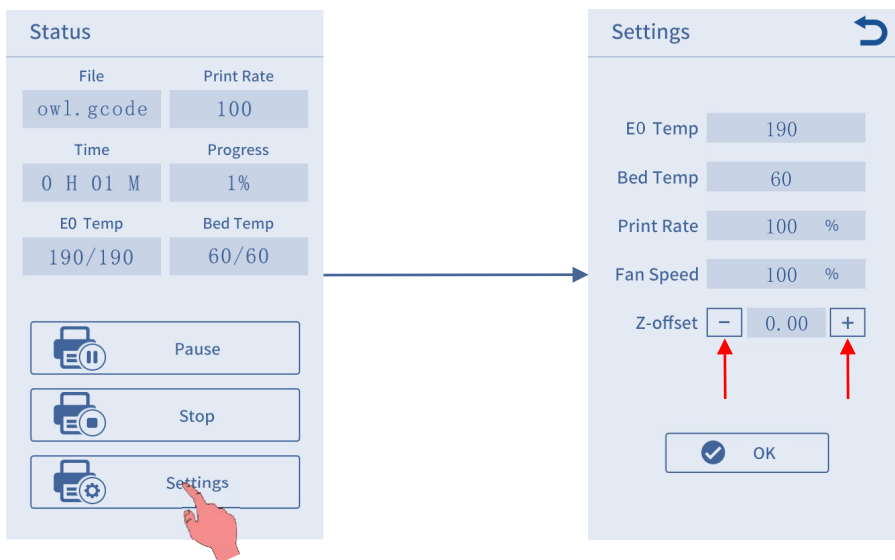 Status
File Print Rate
owl.gcode 100
Time Progress
0 H 01 M 1%
E0 Temp Bed Temp
190/190 60/60
Pause
Stop
Settings
Settings
E0 Temp 190
Bed Temp 60
Print Rate 100 %
Fan Speed 100 %
Z-offset − 0.00 +
OK